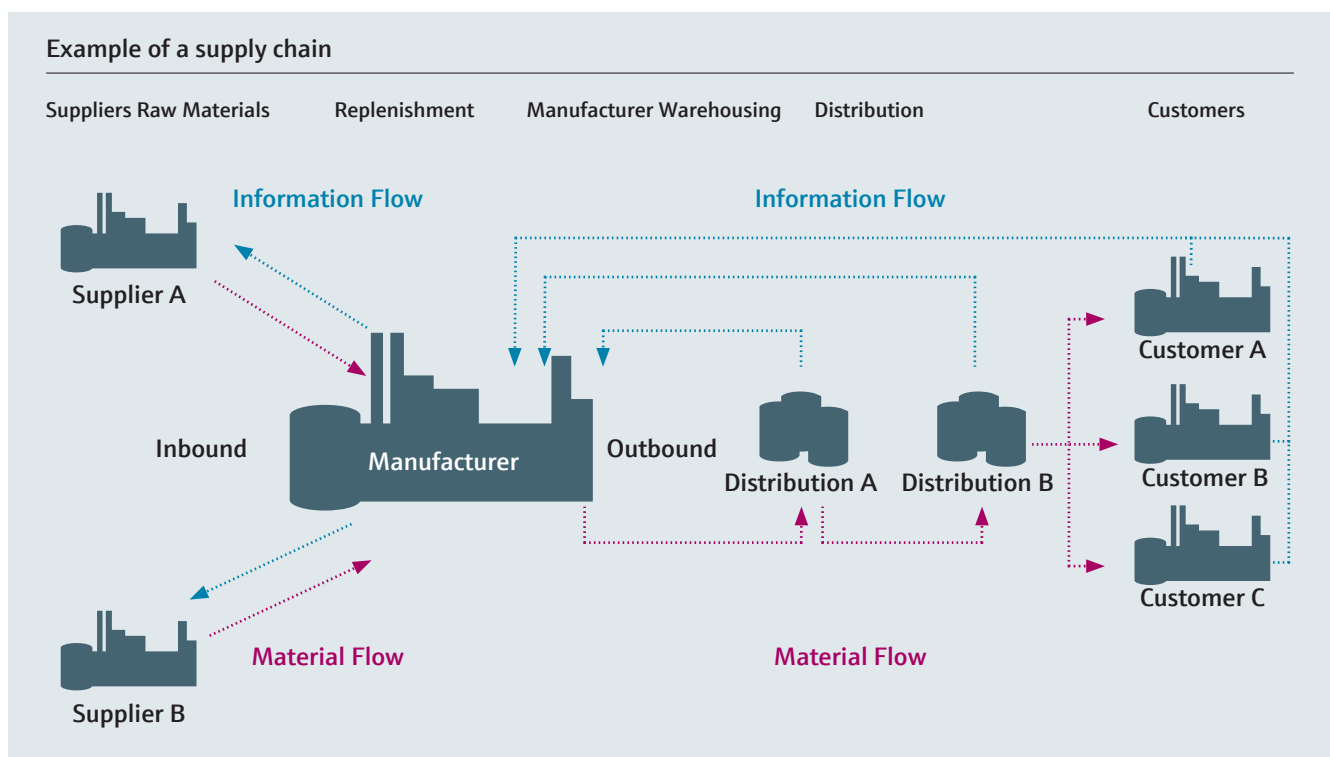 Example of a supply chain
Suppliers Raw Materials
Replenishment
Manufacturer Warehousing
Distribution
Customers
Information Flow
Information Flow
Supplier A
Customer A
Inbound
Manufacturer
Outbound
Distribution A
Distribution B
Customer B
Customer C
Material Flow
Material Flow
Supplier B